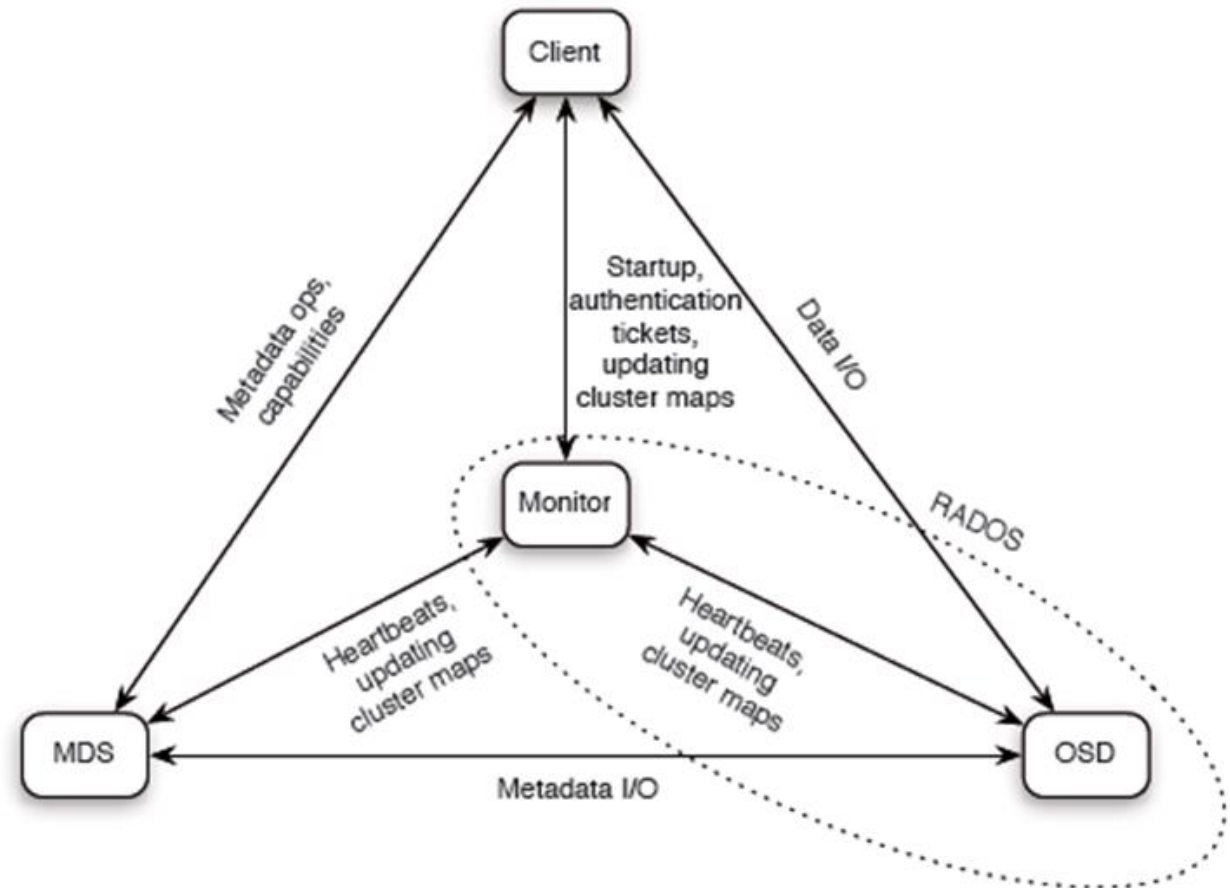 Client
Startup,
authentication
tickets,
updating
cluster maps
Metadata ops,
capabilities
Data I/O
Monitor
RADOS
Heartbeats,
updating
cluster maps
Heartbeats,
updating
cluster maps
MDS
OSD
Metadata I/O